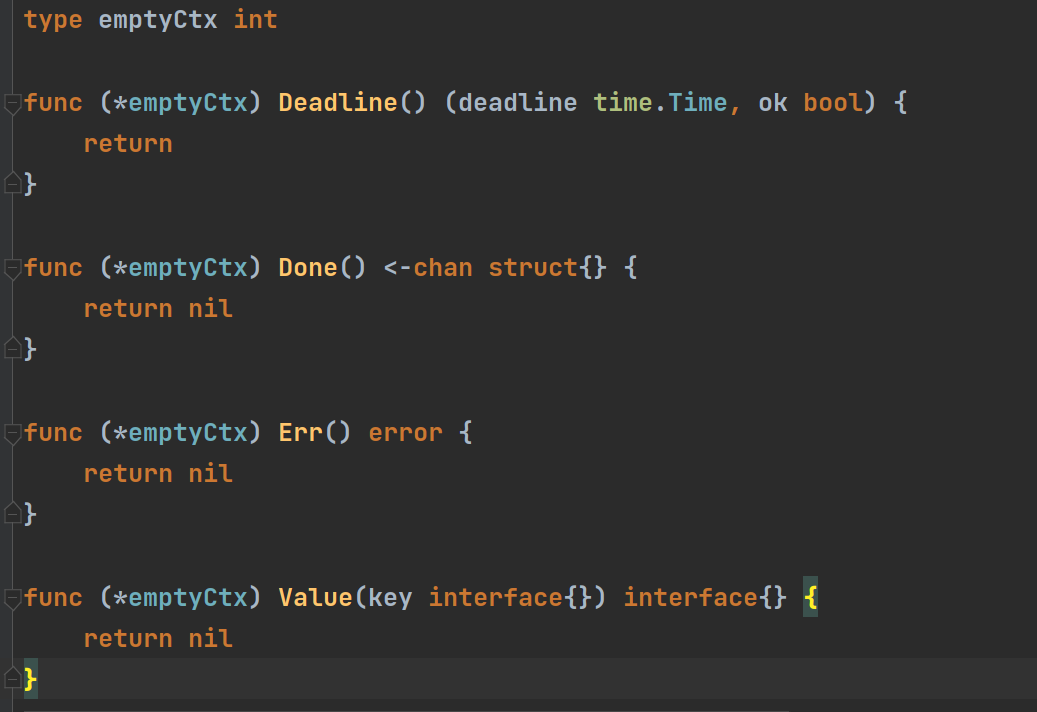 type emptyCtx int
func (*emptyCtx) Deadline() (deadline time.Time, ok bool) {
    return
}
func (*emptyCtx) Done() <-chan struct{} {
    return nil
}
func (*emptyCtx) Err() error {
    return nil
}
func (*emptyCtx) Value(key interface{}) interface{} {
    return nil
}